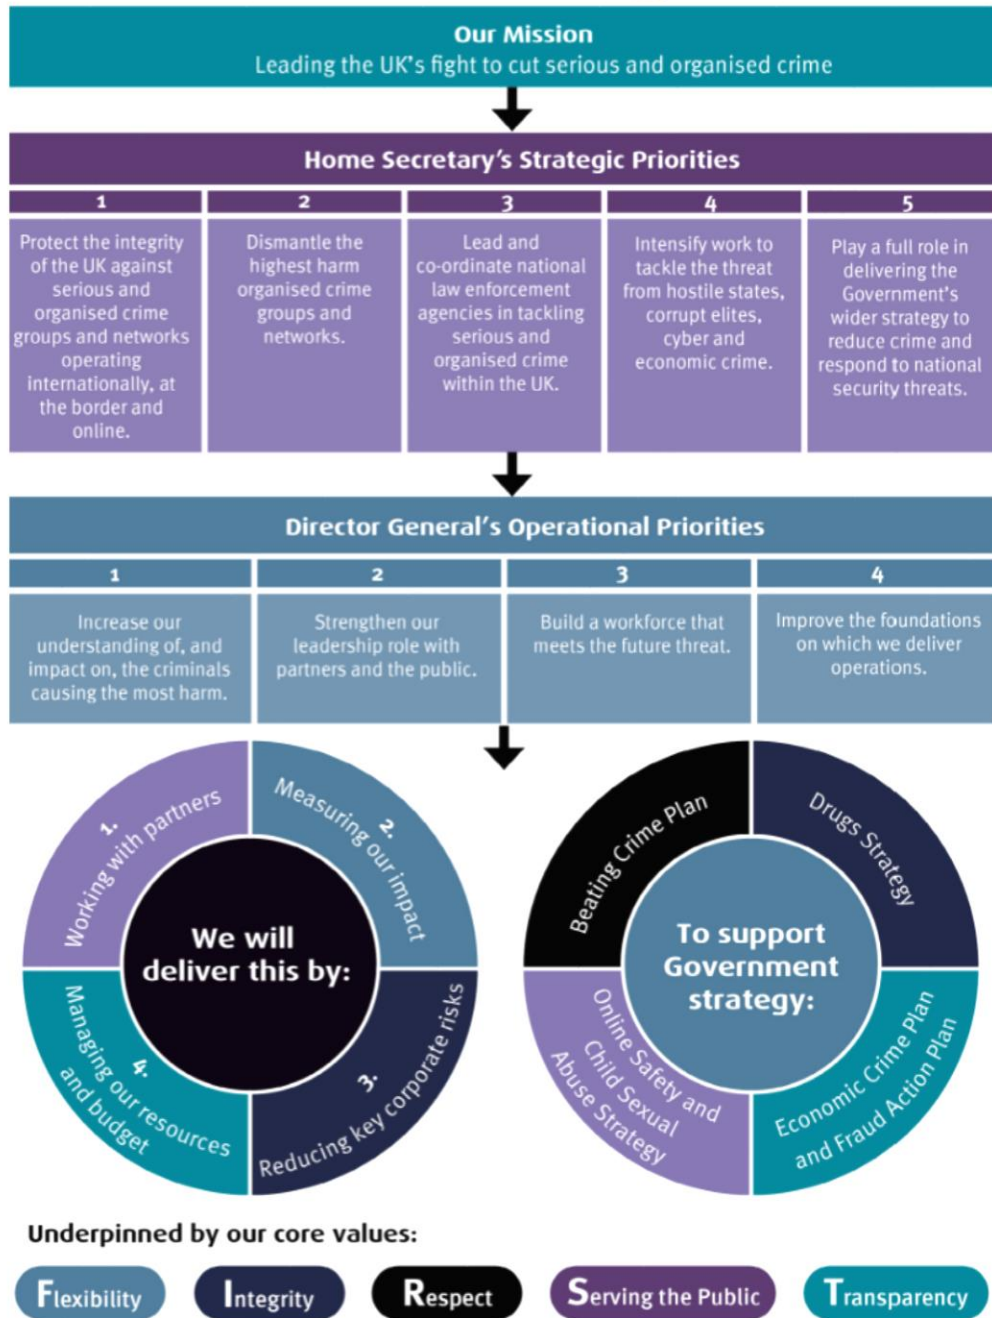 Our Mission
Leading the UK's fight to cut serious and organised crime
Home Secretary's Strategic Priorities
1
Protect the integrity
of the UK against
serious and
organised crime
groups and networks
operating
internationally, at
the border and
online.
2
Dismantle the
highest harm
organised crime
groups and
networks.
3
Lead and
co-ordinate national
law enforcement
agencies in tackling
serious and
organised crime
within the UK.
4
Intensify work to
tackle the threat
from hostile states,
corrupt elites,
cyber and
economic crime.
5
Play a full role in
delivering the
Government's
wider strategy to
reduce crime and
respond to national
security threats.
Director General's Operational Priorities
1
Increase our
understanding of, and
impact on, the criminals
causing the most harm.
2
Strengthen our
leadership role with
partners and the public.
3
Build a workforce that
meets the future threat.
4
Improve the foundations
on which we deliver
operations.
We will
deliver this by:
1.
Working with partners
2.
Measuring our impact
3.
Reducing key corporate risks
4.
Managing our resources
and budget
To support
Government
strategy:
Beating Crime Plan
Drugs Strategy
Economic Crime Plan
and Fraud Action Plan
Online Safety and
Child Sexual
Abuse Strategy
Underpinned by our core values:
Flexibility
Integrity
Respect
Serving the Public
Transparency